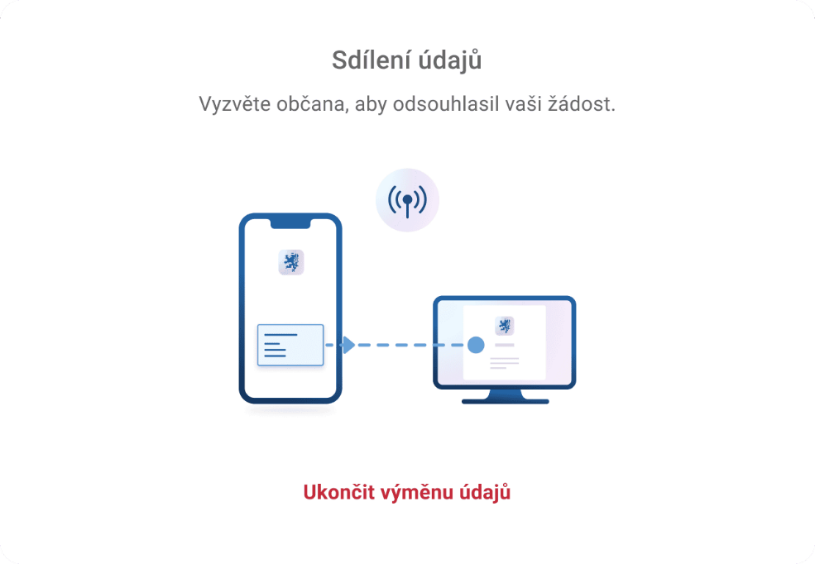 Sdílení údajů
Vyzvěte občana, aby odsouhlasil vaši žádost.
Ukončit výměnu údajů